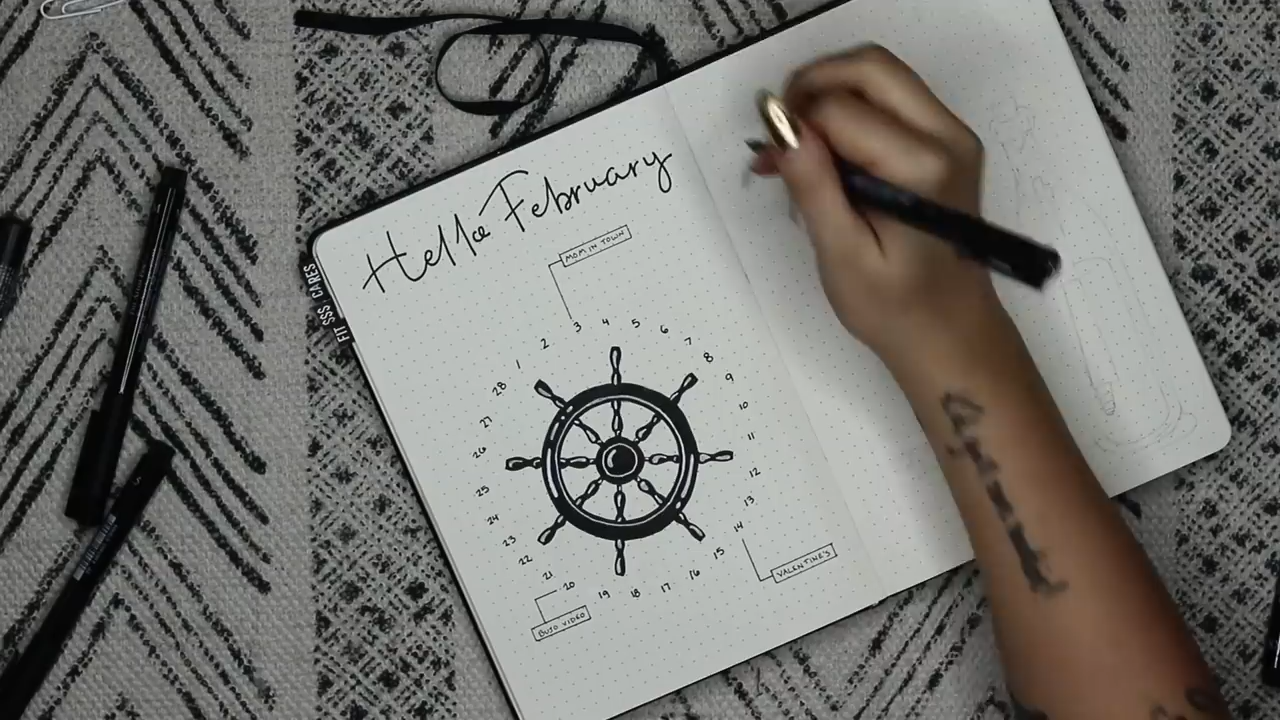 Hello February
MOM IN TOWN
1 2 3 4 5 6 7 8 9 10 11 12 13 14 15 16 17 18 19 20 21 22 23 24 25 26 27 28
VALENTINE'S
BUJO VIDEO
FIT SSS : CARES